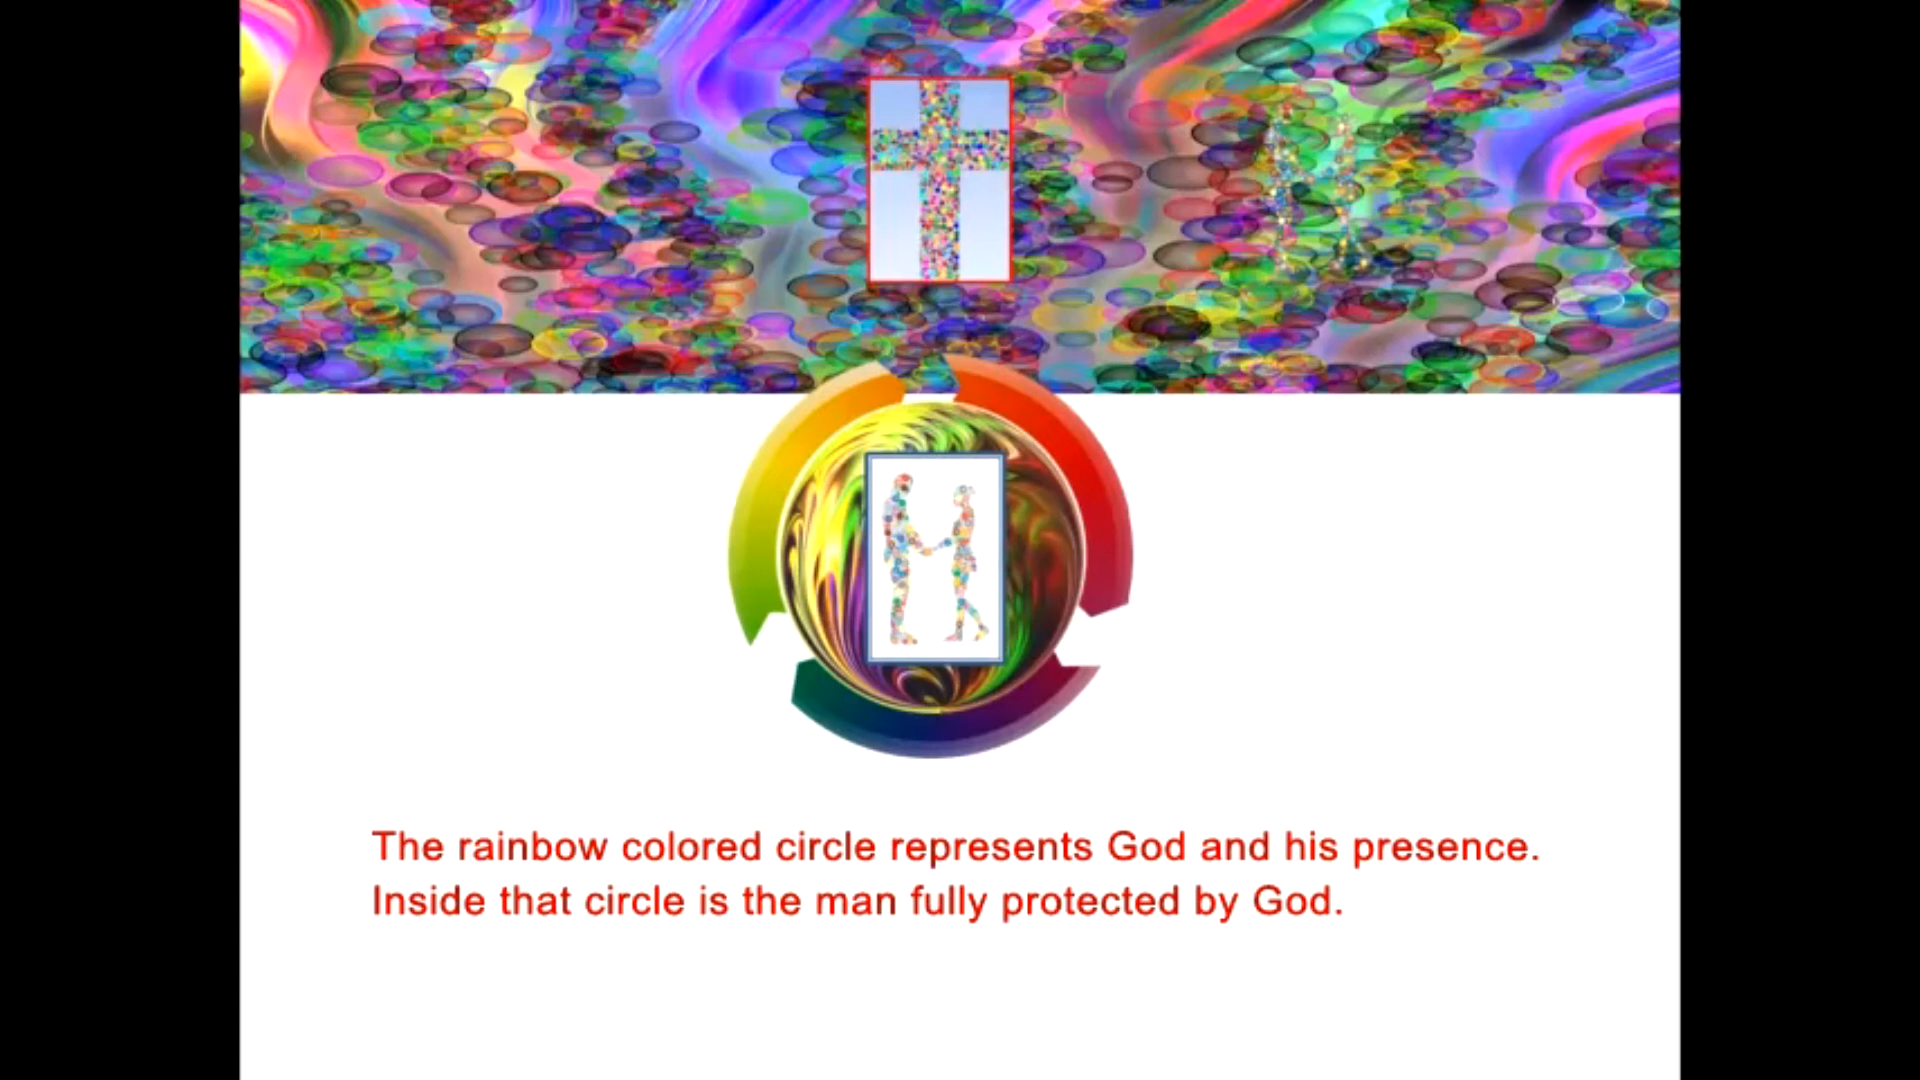 The rainbow colored circle represents God and his presence.
Inside that circle is the man fully protected by God.